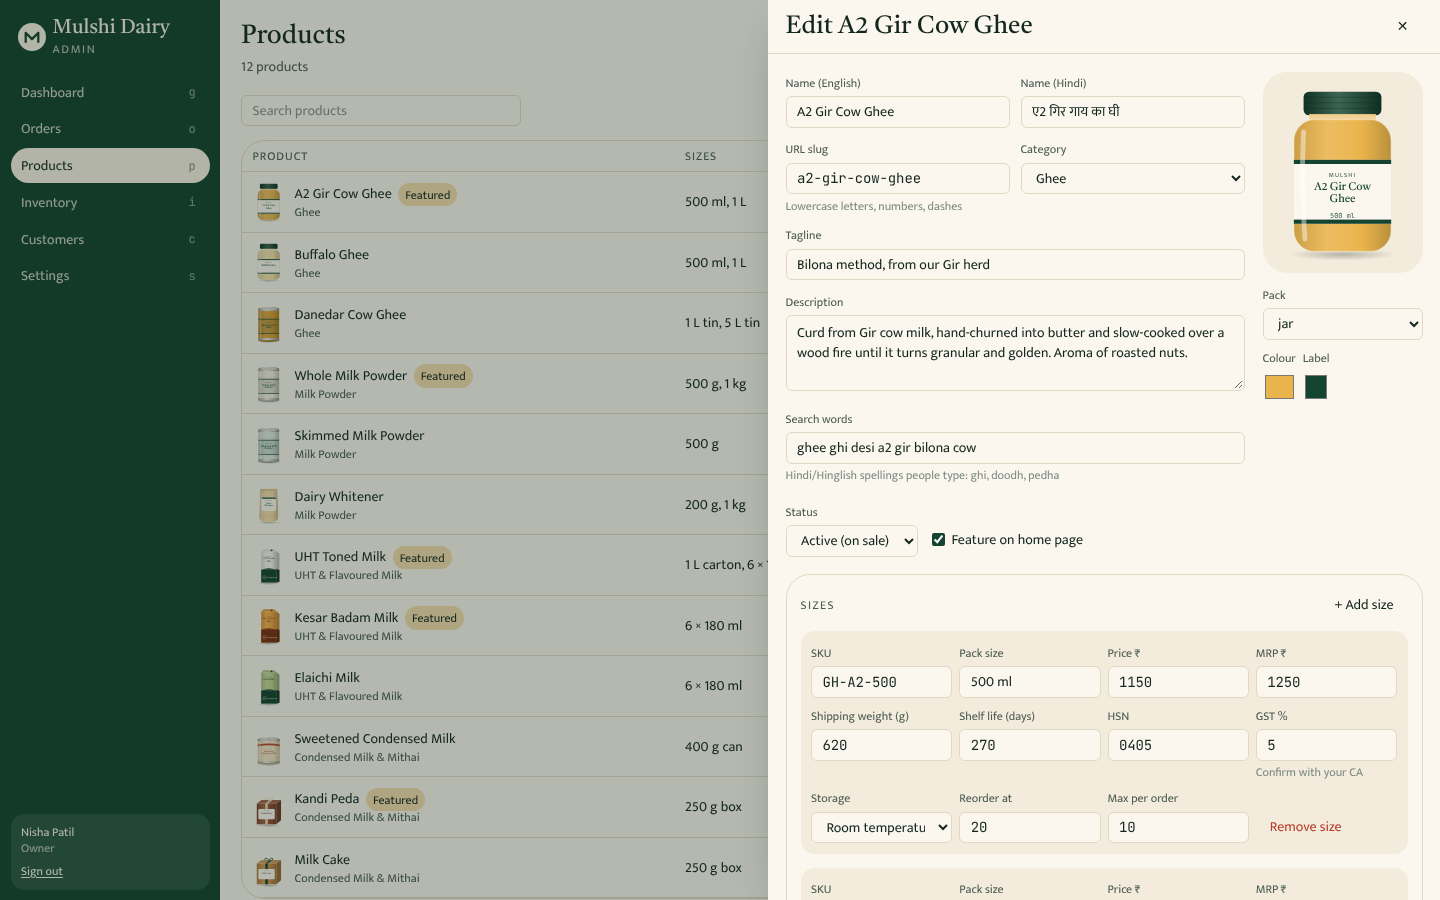 Mulshi Dairy
ADMIN
Dashboard g
Orders o
Products p
Inventory i
Customers c
Settings s
Nisha Patil
Owner
Sign out
Products
12 products
Search products
PRODUCT SIZES
A2 Gir Cow Ghee Featured
Ghee
500 ml, 1 L
Buffalo Ghee
Ghee
500 ml, 1 L
Danedar Cow Ghee
Ghee
1 L tin, 5 L tin
Whole Milk Powder Featured
Milk Powder
500 g, 1 kg
Skimmed Milk Powder
Milk Powder
500 g
Dairy Whitener
Milk Powder
200 g, 1 kg
UHT Toned Milk Featured
UHT & Flavoured Milk
1 L carton, 6 ×
Kesar Badam Milk Featured
UHT & Flavoured Milk
6 × 180 ml
Elaichi Milk
UHT & Flavoured Milk
6 × 180 ml
Sweetened Condensed Milk
Condensed Milk & Mithai
400 g can
Kandi Peda Featured
Condensed Milk & Mithai
250 g box
Milk Cake
Condensed Milk & Mithai
250 g box
Edit A2 Gir Cow Ghee ×
Name (English) Name (Hindi)
A2 Gir Cow Ghee ए2 गिर गाय का घी
URL slug Category
a2-gir-cow-ghee Ghee
Lowercase letters, numbers, dashes
Tagline
Bilona method, from our Gir herd
Description
Curd from Gir cow milk, hand-churned into butter and slow-cooked over a
wood fire until it turns granular and golden. Aroma of roasted nuts.
Search words
ghee ghi desi a2 gir bilona cow
Hindi/Hinglish spellings people type: ghi, doodh, pedha
Status
Active (on sale) Feature on home page
MULSHI
A2 Gir Cow
Ghee
500 ml
Pack
jar
Colour Label
SIZES + Add size
SKU Pack size Price ₹ MRP ₹
GH-A2-500 500 ml 1150 1250
Shipping weight (g) Shelf life (days) HSN GST %
620 270 0405 5
Confirm with your CA
Storage Reorder at Max per order
Room temperatu 20 10 Remove size
SKU Pack size Price ₹ MRP ₹